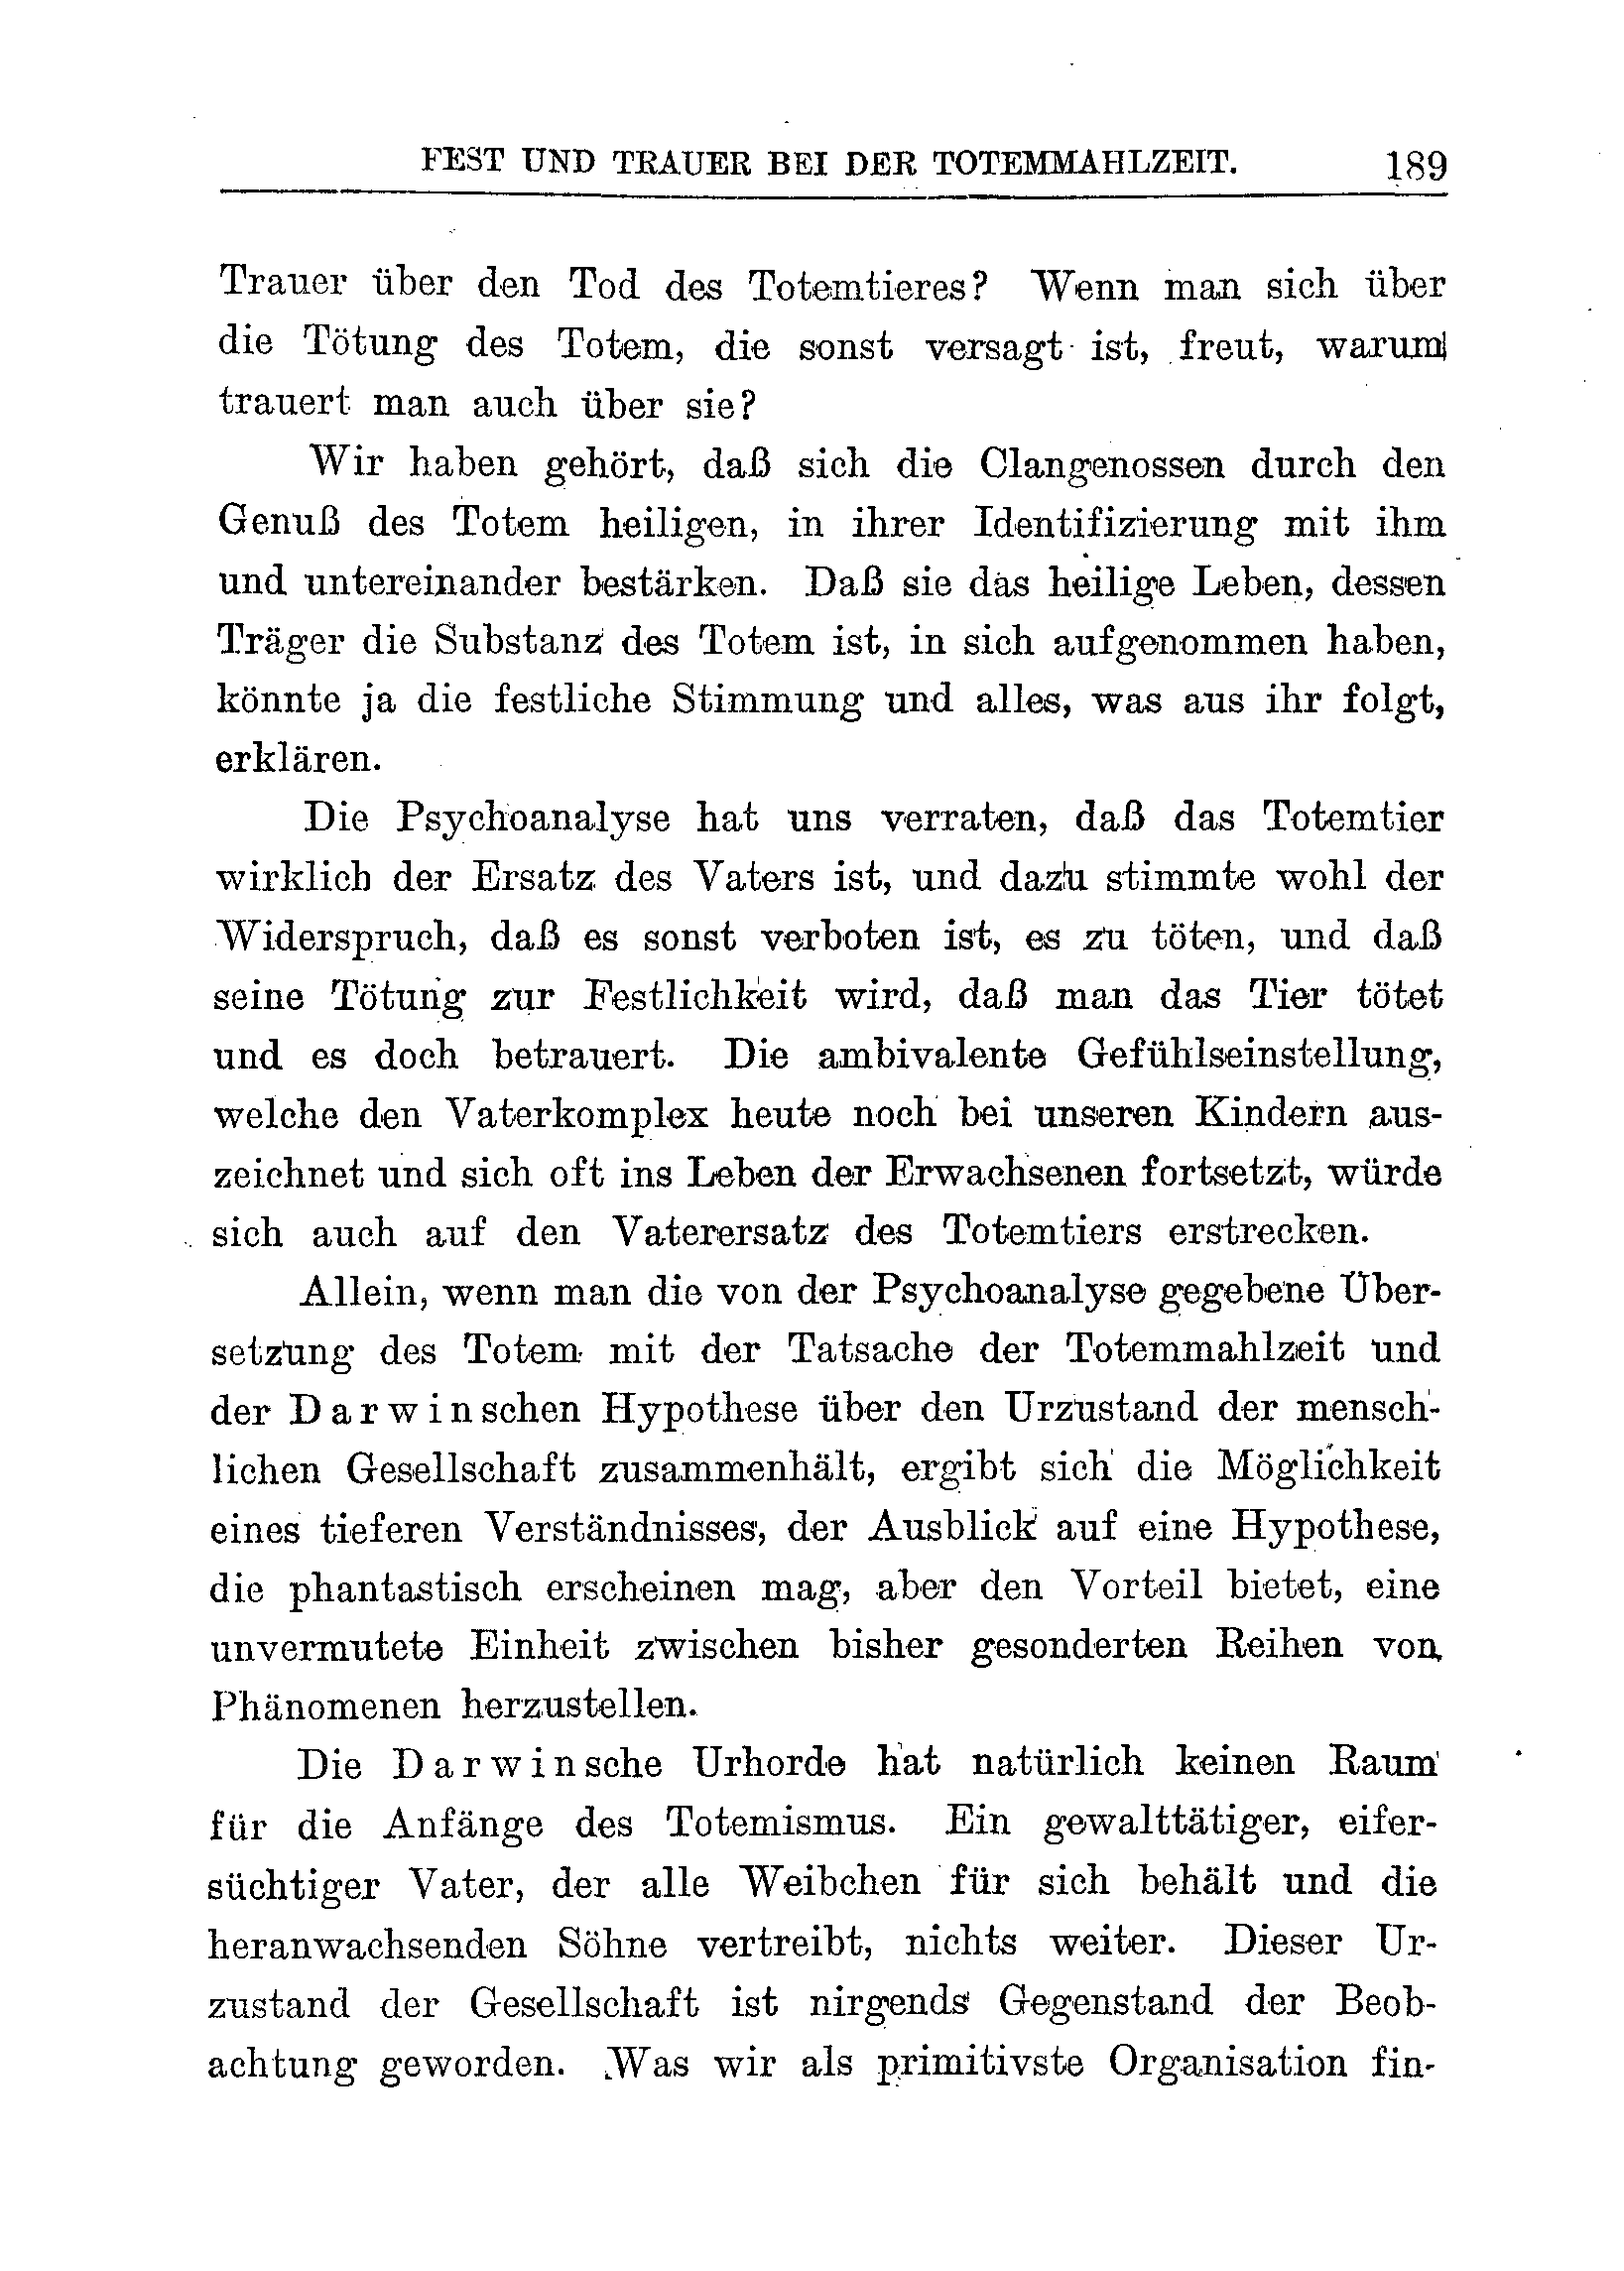 FEST UND TRAUER BEI DER TOTEMMAHLZEIT. 189
Trauer über den Tod des Totemtieres? Wenn man sich über
die Tötung des Totem, die sonst versagt ist, freut, warum
trauert man auch über sie?
Wir haben gehört, daß sich die Clangenossen durch den
Genuß des Totem heiligen, in ihrer Identifizierung mit ihm
und untereinander bestärken. Daß sie das heilige Leben, dessen
Träger die Substanz des Totem ist, in sich aufgenommen haben,
könnte ja die festliche Stimmung und alles, was aus ihr folgt,
erklären.
Die Psychoanalyse hat uns verraten, daß das Totemtier
wirklich der Ersatz des Vaters ist, und dazu stimmte wohl der
Widerspruch, daß es sonst verboten ist, es zu töten, und daß
seine Tötung zur Festlichkeit wird, daß man das Tier tötet
und es doch betrauert. Die ambivalente Gefühlseinstellung,
welche den Vaterkomplex heute noch bei unseren Kindern aus-
zeichnet und sich oft ins Leben der Erwachsenen fortsetzt, würde
sich auch auf den Vaterersatz des Totemtiers erstrecken.
Allein, wenn man die von der Psychoanalyse gegebene Über-
setzung des Totem mit der Tatsache der Totemmahlzeit und
der Darwinschen Hypothese über den Urzustand der mensch-
lichen Gesellschaft zusammenhält, ergibt sich die Möglichkeit
eines tieferen Verständnisses, der Ausblick auf eine Hypothese,
die phantastisch erscheinen mag, aber den Vorteil bietet, eine
unvermutete Einheit zwischen bisher gesonderten Reihen von
Phänomenen herzustellen.
Die Darwinsche Urhorde hat natürlich keinen Raum
für die Anfänge des Totemismus. Ein gewalttätiger, eifer-
süchtiger Vater, der alle Weibchen für sich behält und die
heranwachsenden Söhne vertreibt, nichts weiter. Dieser Ur-
zustand der Gesellschaft ist nirgends Gegenstand der Beob-
achtung geworden. Was wir als primitivste Organisation fin-